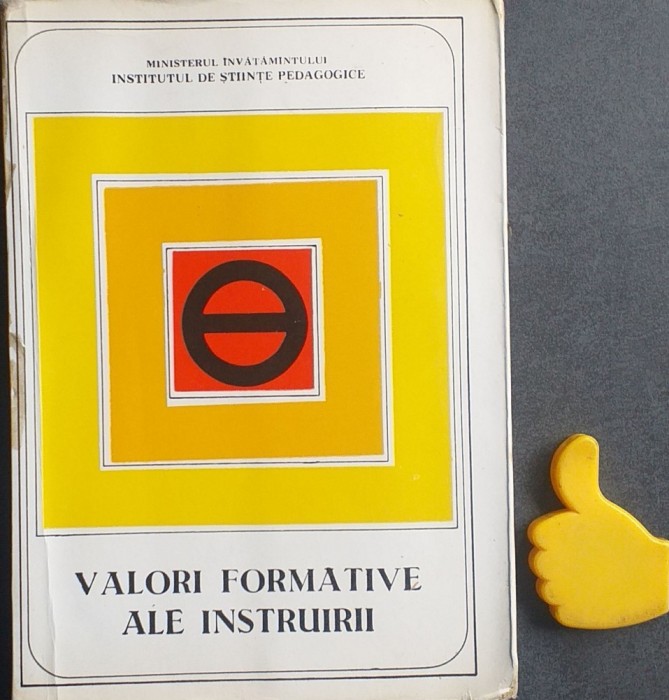 MINISTERUL ÎNVĂȚĂMÎNTULUI
INSTITUTUL DE ȘTIINȚE PEDAGOGICE
VALORI FORMATIVE
ALE INSTRUIRII